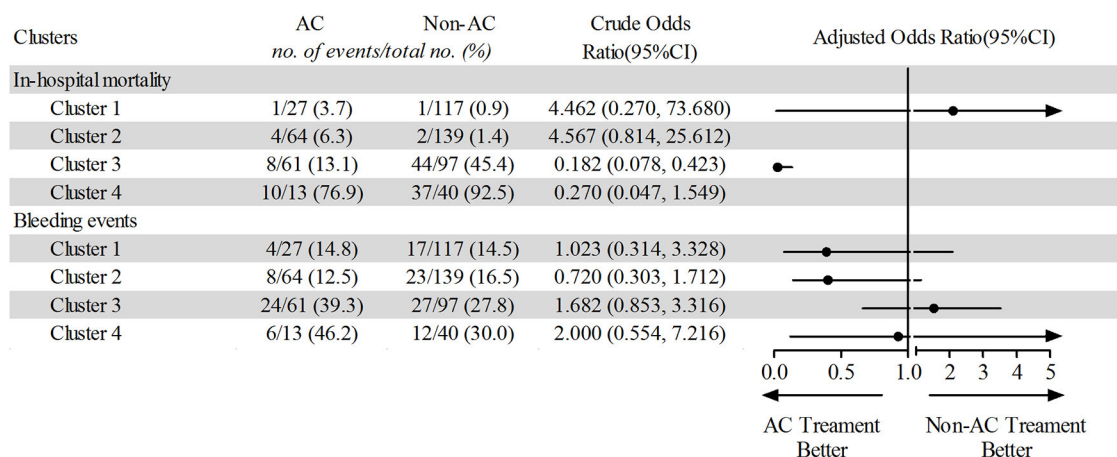 Clusters AC Non-AC Crude Odds Adjusted Odds Ratio(95%CI)
no. of events/total no. (%) Ratio(95%CI)
In-hospital mortality
Cluster 1 1/27 (3.7) 1/117 (0.9) 4.462 (0.270, 73.680)
Cluster 2 4/64 (6.3) 2/139 (1.4) 4.567 (0.814, 25.612)
Cluster 3 8/61 (13.1) 44/97 (45.4) 0.182 (0.078, 0.423)
Cluster 4 10/13 (76.9) 37/40 (92.5) 0.270 (0.047, 1.549)
Bleeding events
Cluster 1 4/27 (14.8) 17/117 (14.5) 1.023 (0.314, 3.328)
Cluster 2 8/64 (12.5) 23/139 (16.5) 0.720 (0.303, 1.712)
Cluster 3 24/61 (39.3) 27/97 (27.8) 1.682 (0.853, 3.316)
Cluster 4 6/13 (46.2) 12/40 (30.0) 2.000 (0.554, 7.216)
0.0 0.5 1.0 2 3 4 5
AC Treament Non-AC Treament
Better Better